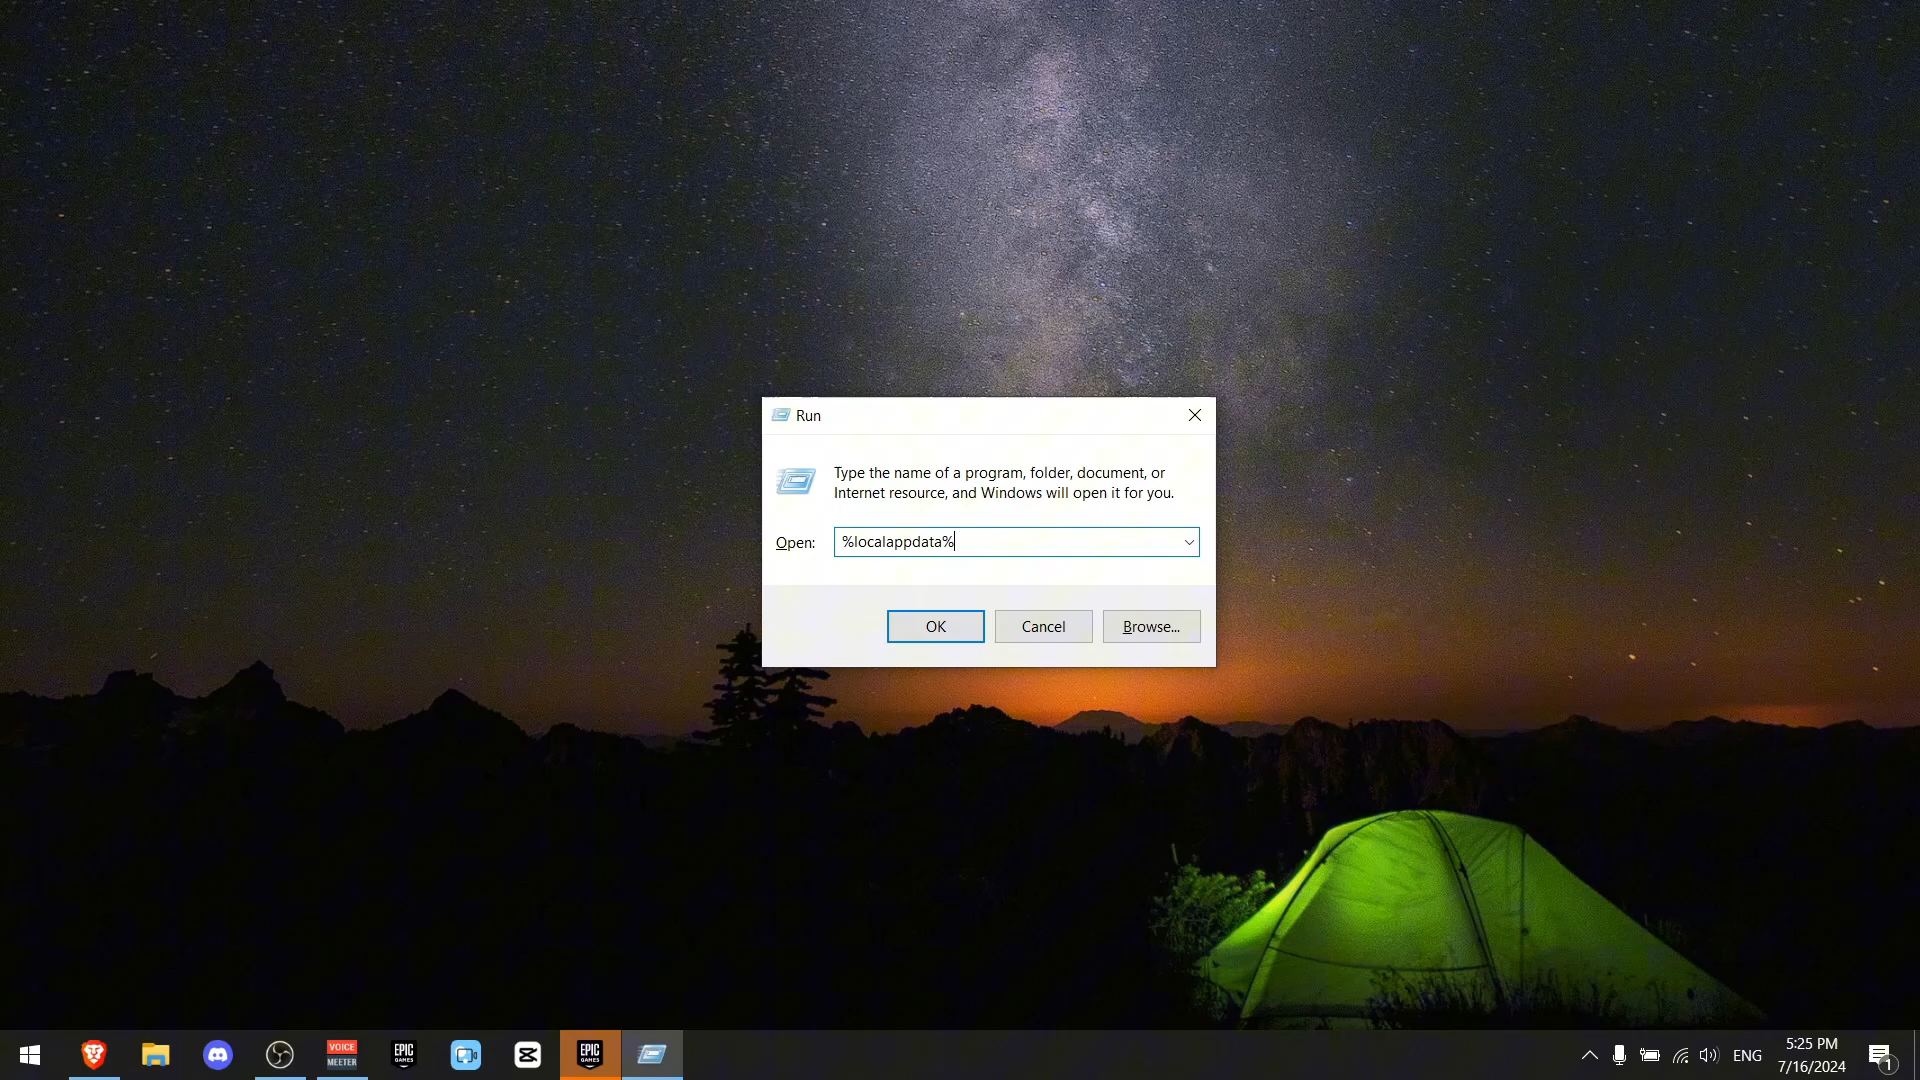 Run
Type the name of a program, folder, document, or
Internet resource, and Windows will open it for you.
Open: %localappdata%
OK Cancel Browse...
VOICE
MEETER
EPIC
GAMES
EPIC
GAMES
ENG
5:25 PM
7/16/2024
1